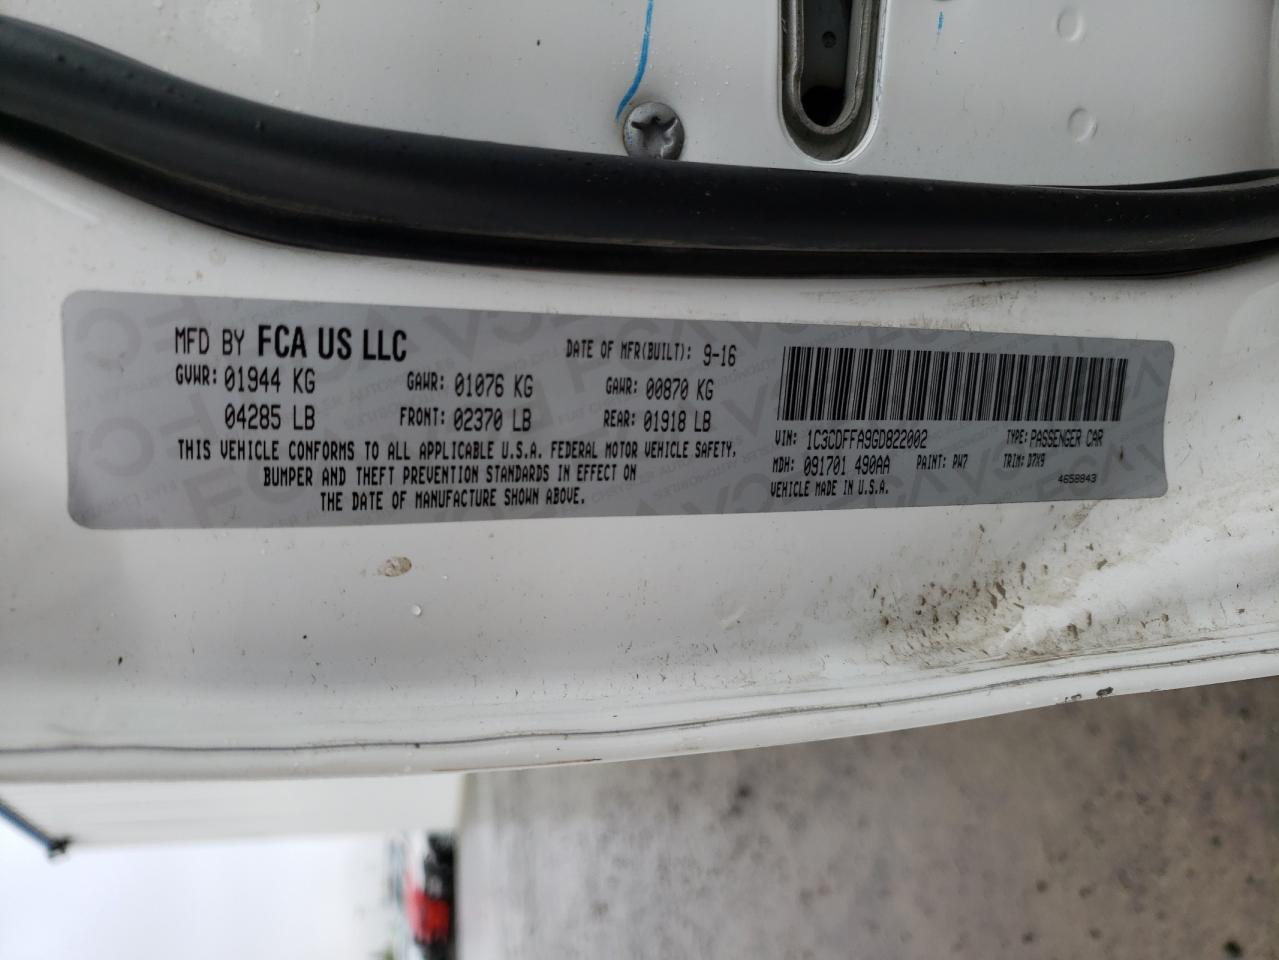 MFD BY FCA US LLC
DATE OF MFR(BUILT): 9-16
GVWR: 01944 KG GAWR: 01076 KG GAWR: 00870 KG
04285 LB FRONT: 02370 LB REAR: 01918 LB
THIS VEHICLE CONFORMS TO ALL APPLICABLE U.S.A. FEDERAL MOTOR VEHICLE SAFETY,
BUMPER AND THEFT PREVENTION STANDARDS IN EFFECT ON
THE DATE OF MANUFACTURE SHOWN ABOVE.
VIN: 1C3CDFFA9GD822002 TYPE: PASSENGER CAR
MDH: 091701 490AA PAINT: PW7 TRIM: D7X9
VEHICLE MADE IN U.S.A. 4658843